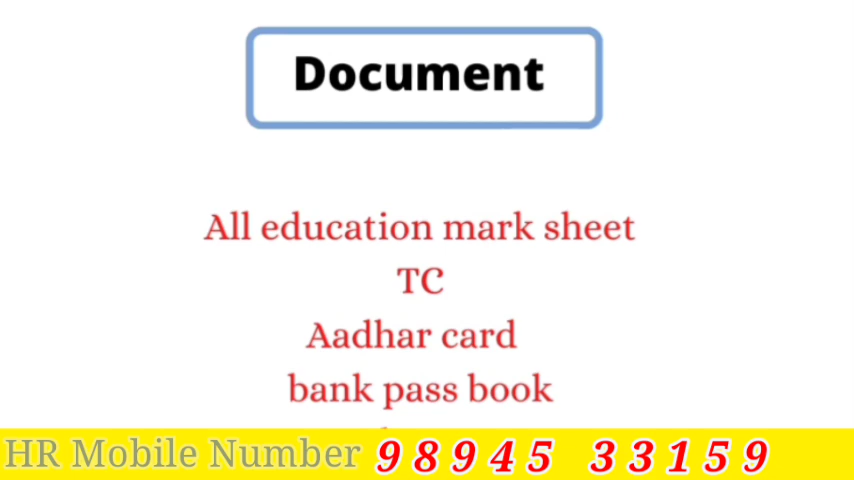 Document
All education mark sheet
TC
Aadhar card
bank pass book
HR Mobile Number 98945 33159